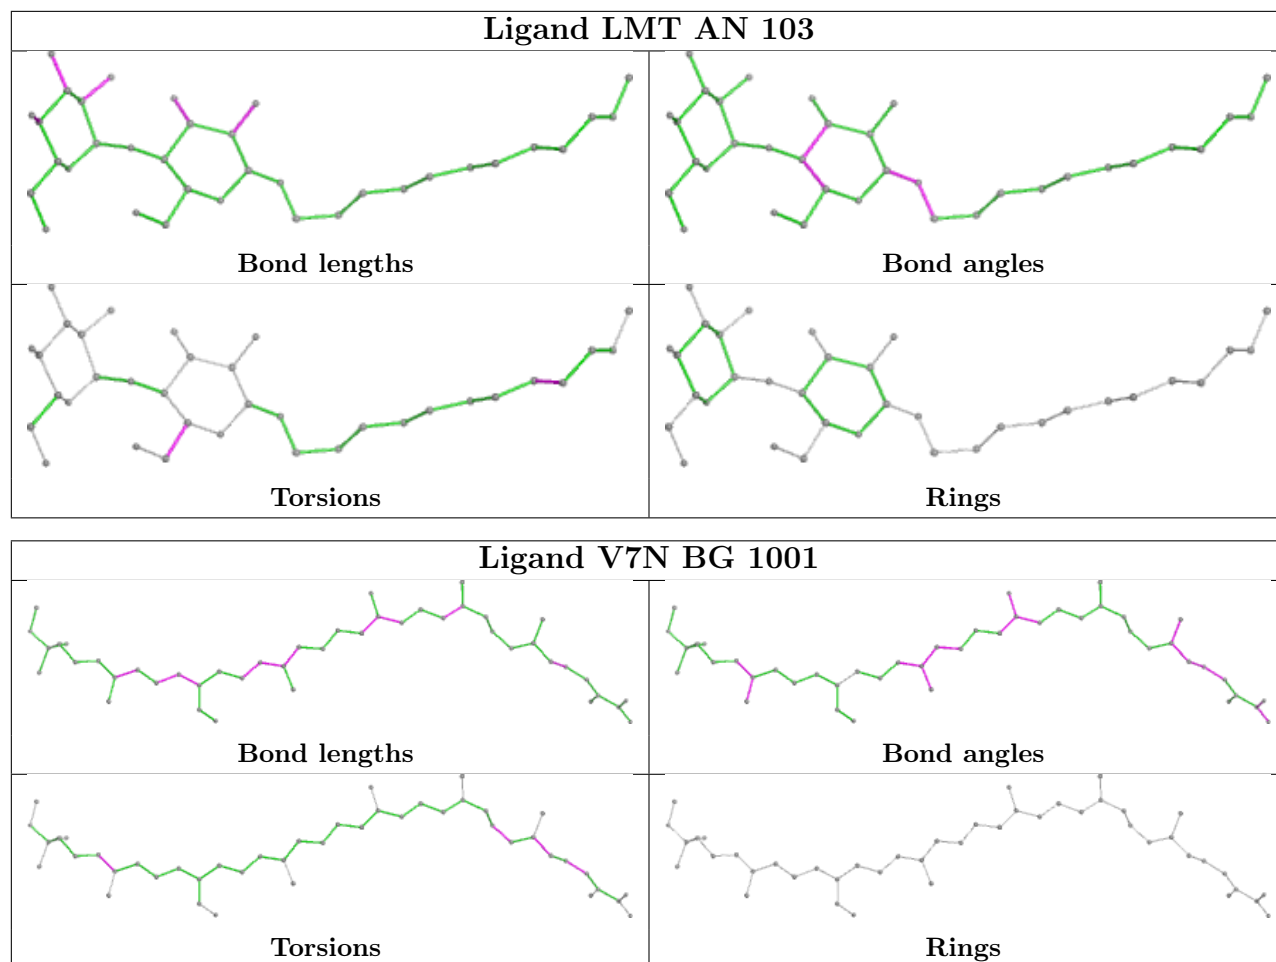 Ligand LMT AN 103
Bond lengths
Bond angles
Torsions
Rings
Ligand V7N BG 1001
Bond lengths
Bond angles
Torsions
Rings